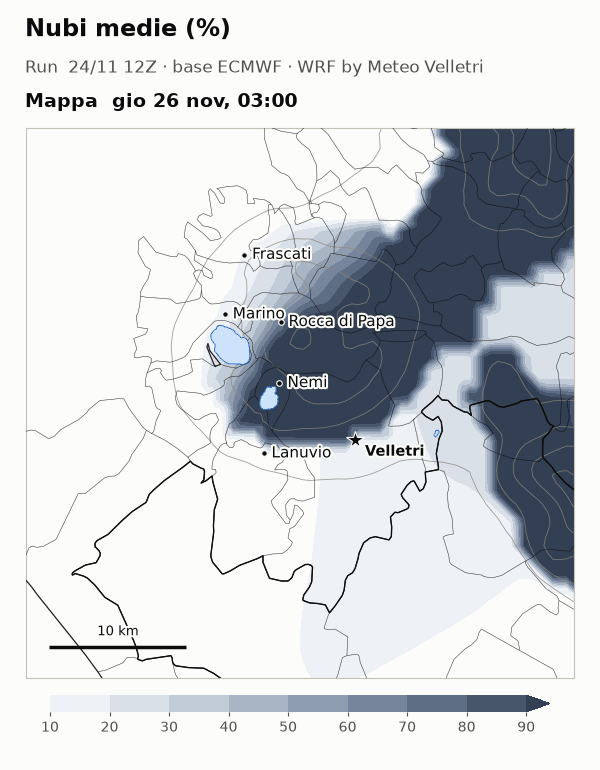 Nubi medie (%)
Run 24/11 12Z · base ECMWF · WRF by Meteo Velletri
Mappa gio 26 nov, 03:00
Frascati
Marino
Rocca di Papa
Nemi
Velletri
Lanuvio
10 km
10 20 30 40 50 60 70 80 90